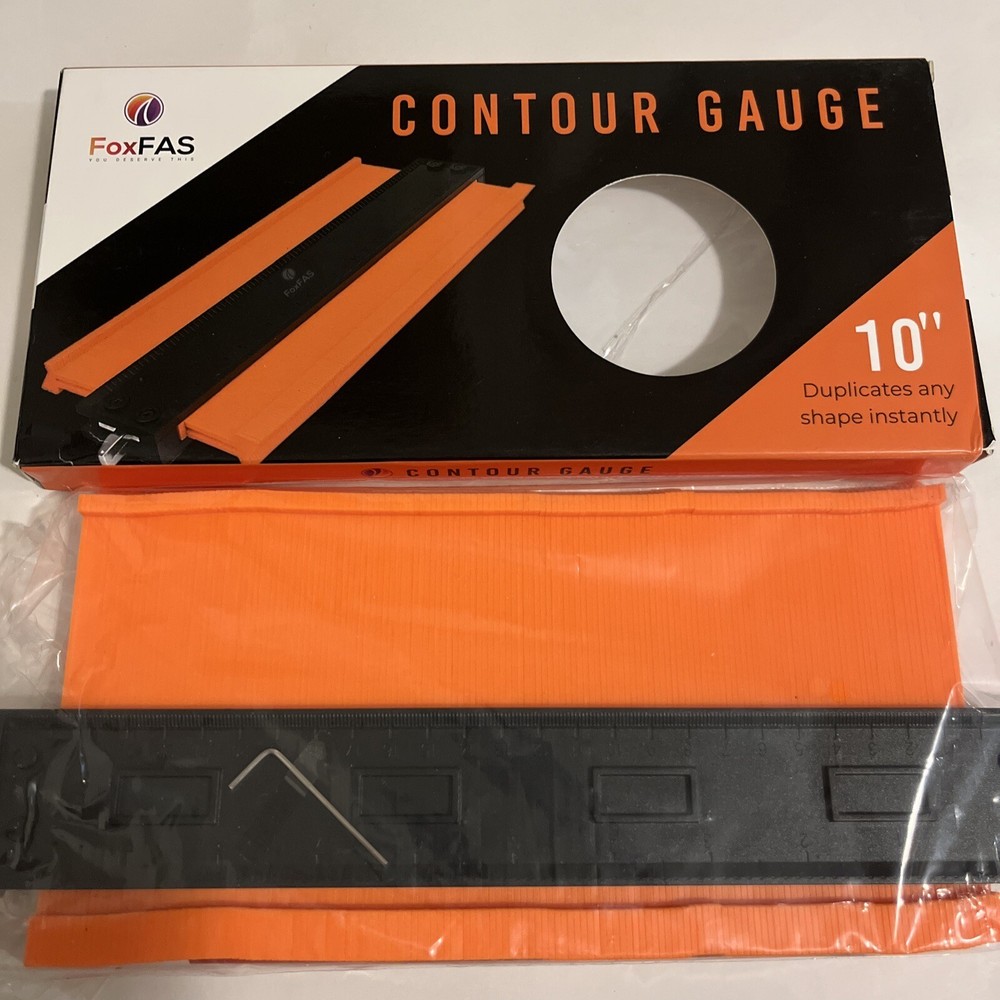 CONTOUR GAUGE
FoxFAS
YOU DESERVE THIS
FoxFAS
10"
Duplicates any
shape instantly
CONTOUR GAUGE